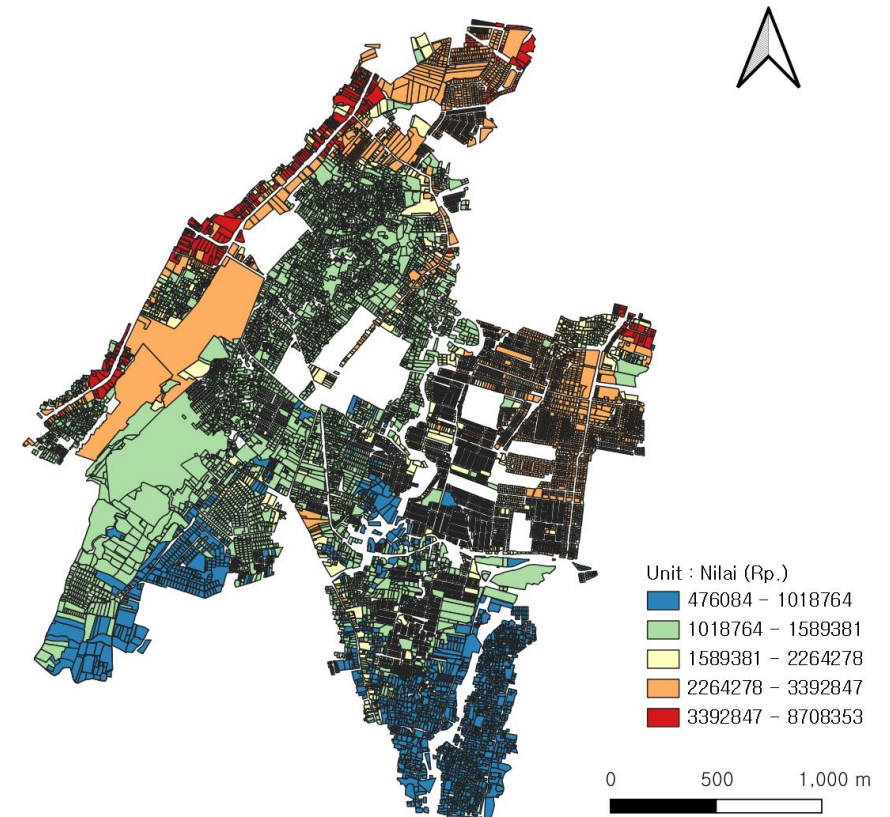 Unit : Nilai (Rp.)
476084 - 1018764
1018764 - 1589381
1589381 - 2264278
2264278 - 3392847
3392847 - 8708353
0 500 1,000 m